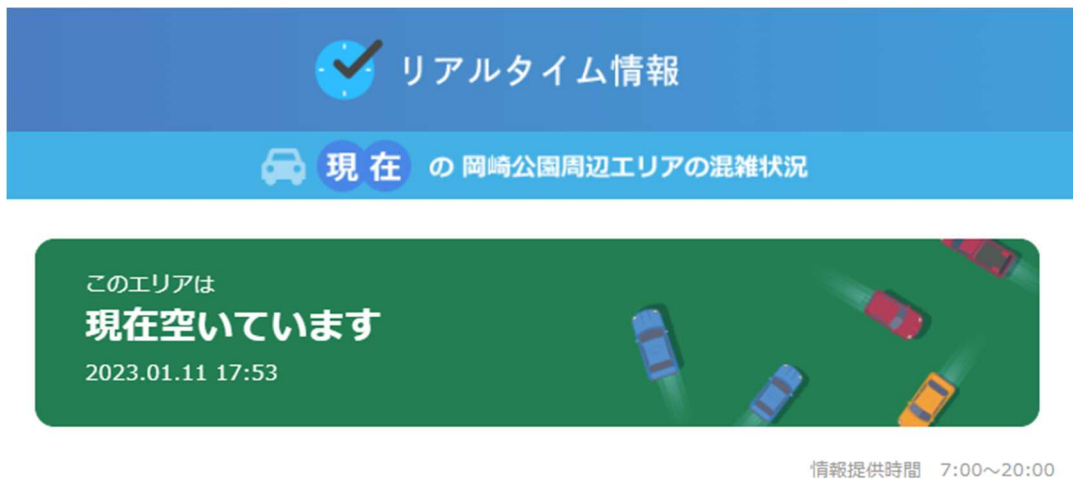 リアルタイム情報
現在 の 岡崎公園周辺エリアの混雑状況
このエリアは
現在空いています
2023.01.11 17:53
情報提供時間　7:00～20:00